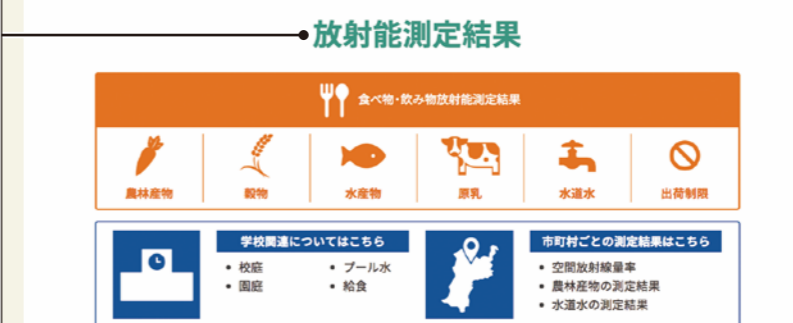 放射能測定結果
食べ物・飲み物放射能測定結果
農林産物 穀物 水産物 原乳 水道水 出荷制限
学校関連についてはこちら
• 校庭 • プール水
• 園庭 • 給食
市町村ごとの測定結果はこちら
• 空間放射線量率
• 農林産物の測定結果
• 水道水の測定結果